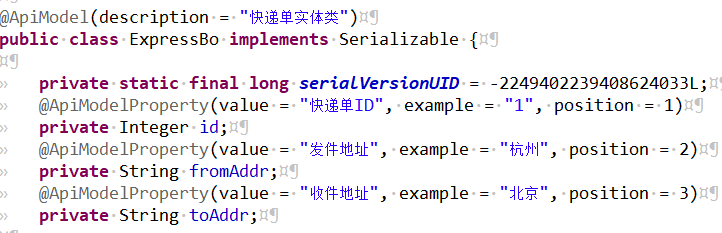 @ApiModel(description = "快递单实体类")
public class ExpressBo implements Serializable {
private static final long serialVersionUID = -2249402239408624033L;
@ApiModelProperty(value = "快递单ID", example = "1", position = 1)
private Integer id;
@ApiModelProperty(value = "发件地址", example = "杭州", position = 2)
private String fromAddr;
@ApiModelProperty(value = "收件地址", example = "北京", position = 3)
private String toAddr;